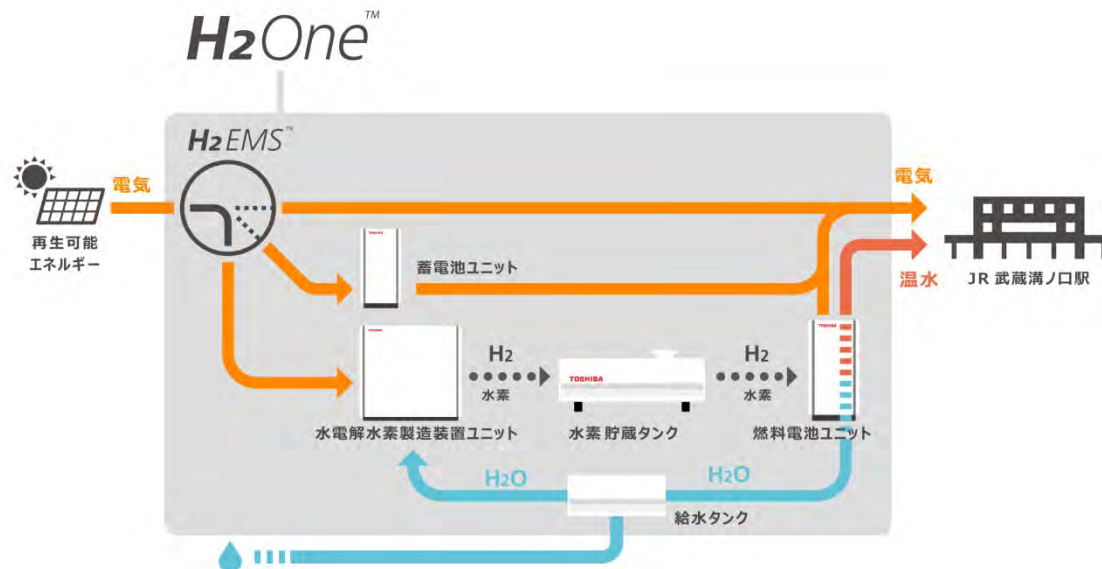 H2One™
H2EMS™
電気
電気
再生可能
エネルギー
蓄電池ユニット
温水
JR 武蔵溝ノ口駅
TOSHIBA
H2
水素
TOSHIBA
H2
水素
TOSHIBA
水電解水素製造装置ユニット
水素貯蔵タンク
燃料電池ユニット
H2O
H2O
給水タンク